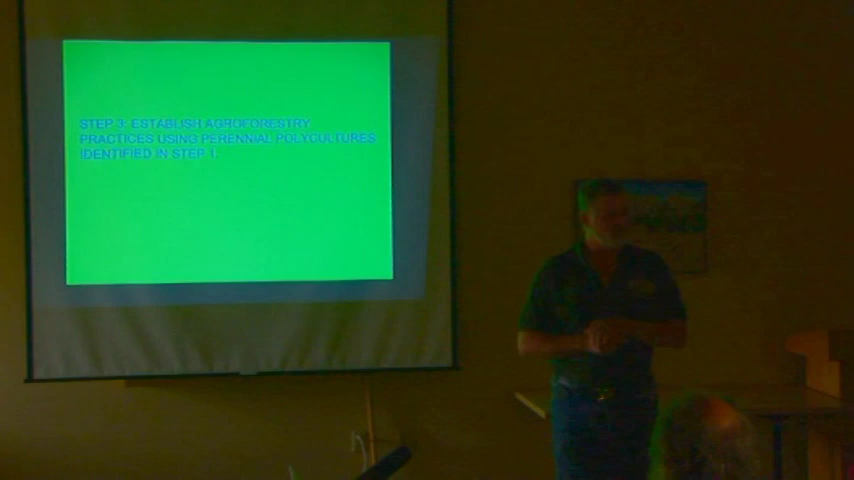 STEP 3: ESTABLISH AGROFORESTRY
PRACTICES USING PERENNIAL POLYCULTURES
IDENTIFIED IN STEP 1.